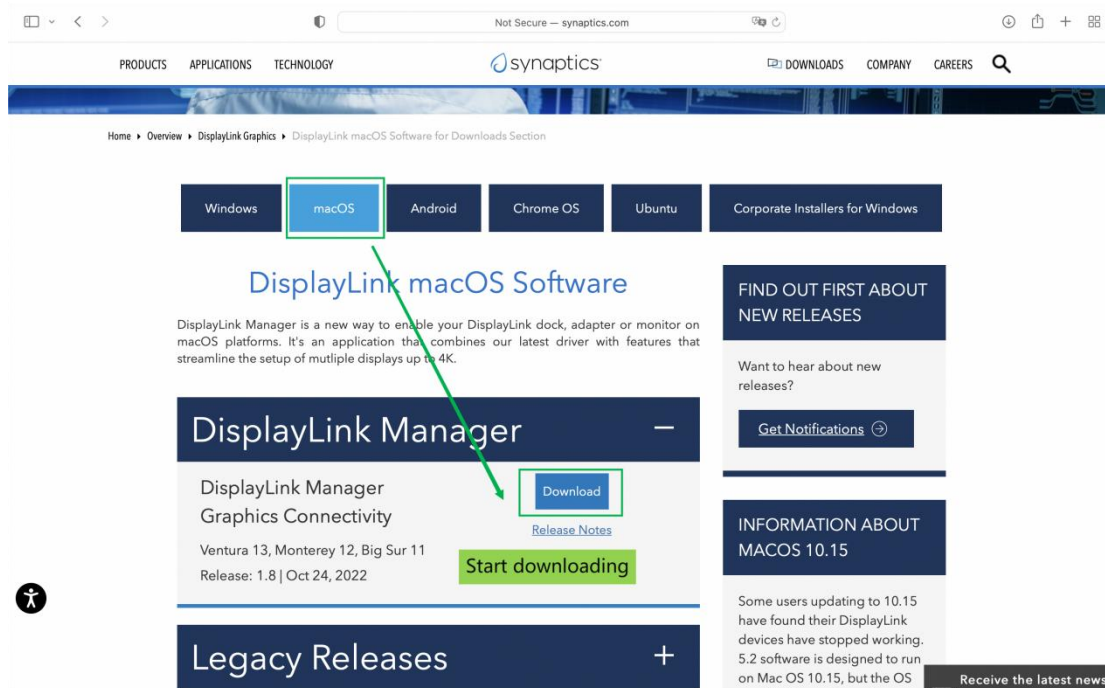 Not Secure — synaptics.com
PRODUCTS APPLICATIONS TECHNOLOGY
synaptics
DOWNLOADS COMPANY CAREERS
Home ▸ Overview ▸ DisplayLink Graphics ▸ DisplayLink macOS Software for Downloads Section
Windows
macOS
Android
Chrome OS
Ubuntu
Corporate Installers for Windows
DisplayLink macOS Software
DisplayLink Manager is a new way to enable your DisplayLink dock, adapter or monitor on
macOS platforms. It's an application that combines our latest driver with features that
streamline the setup of mutliple displays up to 4K.
DisplayLink Manager
DisplayLink Manager
Graphics Connectivity
Ventura 13, Monterey 12, Big Sur 11
Release: 1.8 | Oct 24, 2022
Download
Release Notes
Start downloading
Legacy Releases
FIND OUT FIRST ABOUT
NEW RELEASES
Want to hear about new
releases?
Get Notifications
INFORMATION ABOUT
MACOS 10.15
Some users updating to 10.15
have found their DisplayLink
devices have stopped working.
5.2 software is designed to run
on Mac OS 10.15, but the OS
Receive the latest news